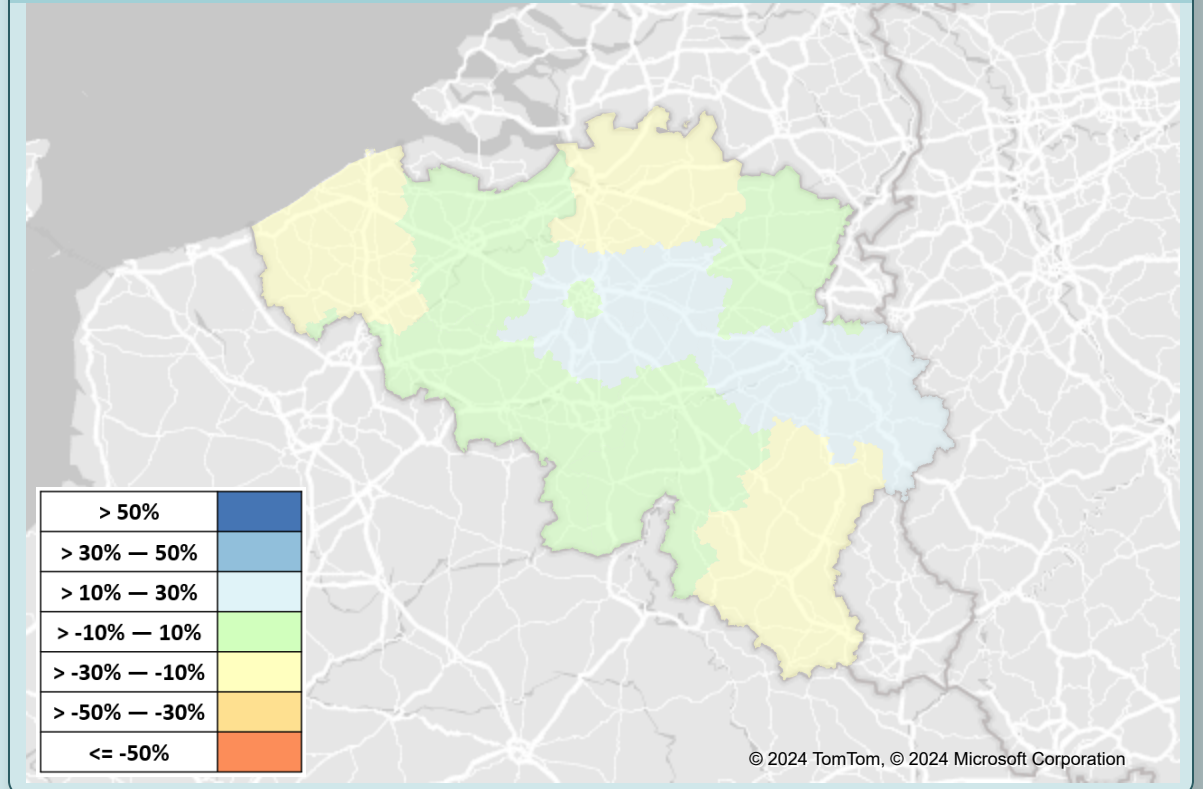 > 50%
> 30% — 50%
> 10% — 30%
> -10% — 10%
> -30% — -10%
> -50% — -30%
<= -50%
© 2024 TomTom, © 2024 Microsoft Corporation